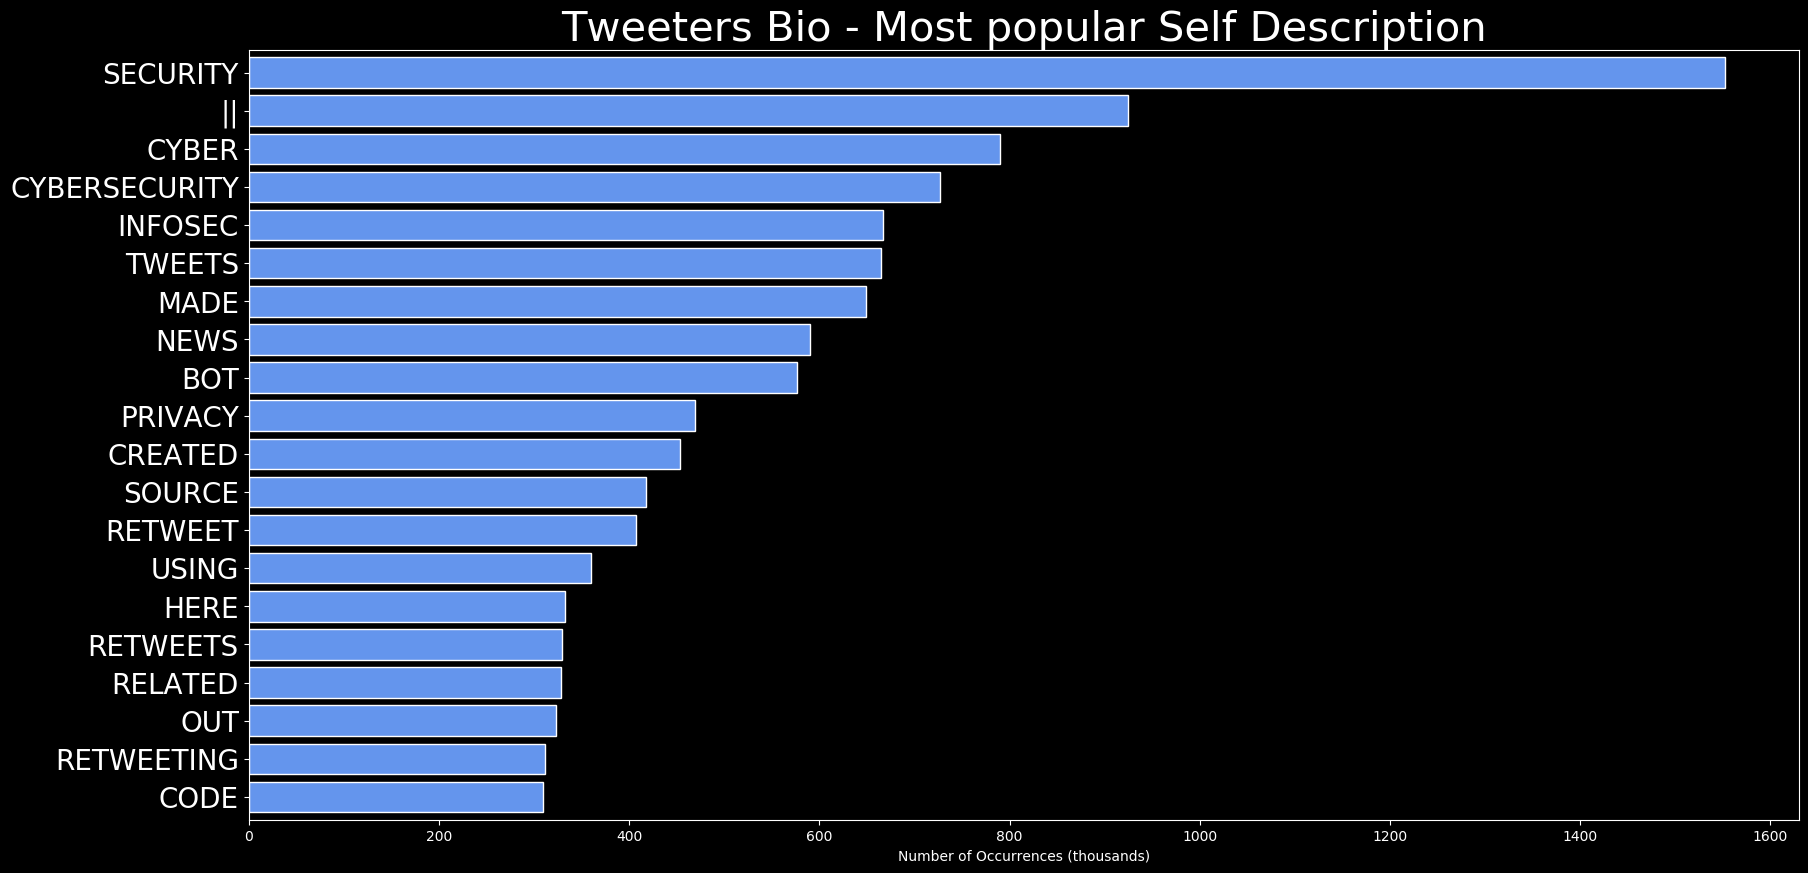 Tweeters Bio - Most popular Self Description
SECURITY
||
CYBER
CYBERSECURITY
INFOSEC
TWEETS
MADE
NEWS
BOT
PRIVACY
CREATED
SOURCE
RETWEET
USING
HERE
RETWEETS
RELATED
OUT
RETWEETING
CODE
0 200 400 600 800 1000 1200 1400 1600
Number of Occurrences (thousands)